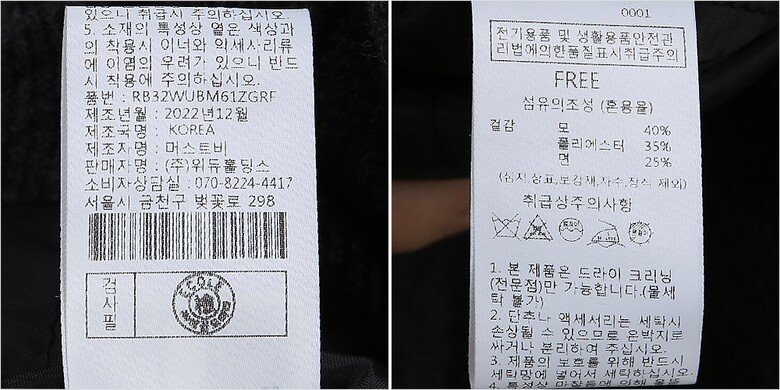 있으니 취급시 주의하십시오.
5. 소재의 특성상 옅은 색상과
의 착용시 이너와 악세사리류
에 이염의 우려가 있으니 반드
시 착용에 주의하십시오.
품번 : RB32WUBM61ZGRF
제조년월 : 2022년12월
제조국명 : KOREA
제조자명 : 머스트비
판매자명 : (주)위듀홀딩스
소비자상담실 : 070-8224-4417
서울시 금천구 벚꽃로 298
검사필
ECOLE
0001
전기용품 및 생활용품안전관
리법에의한품질표시취급주의
FREE
섬유의조성 (혼용율)
겉감 모 40%
폴리에스터 35%
면 25%
(심지,상표,보강재,자수,장식 제외)
취급상주의사항
1. 본 제품은 드라이 크리닝
(전문점)만 가능합니다.(물세
탁 불가)
2. 단추나 액세서리는 세탁시
손상될 수 있으므로 은박지로
싸거나 분리하여 주십시오.
3. 제품의 보호를 위해 반드시
세탁망에 넣어서 세탁하십시오.
4. 특성상 마찰등에 의해 올뜯